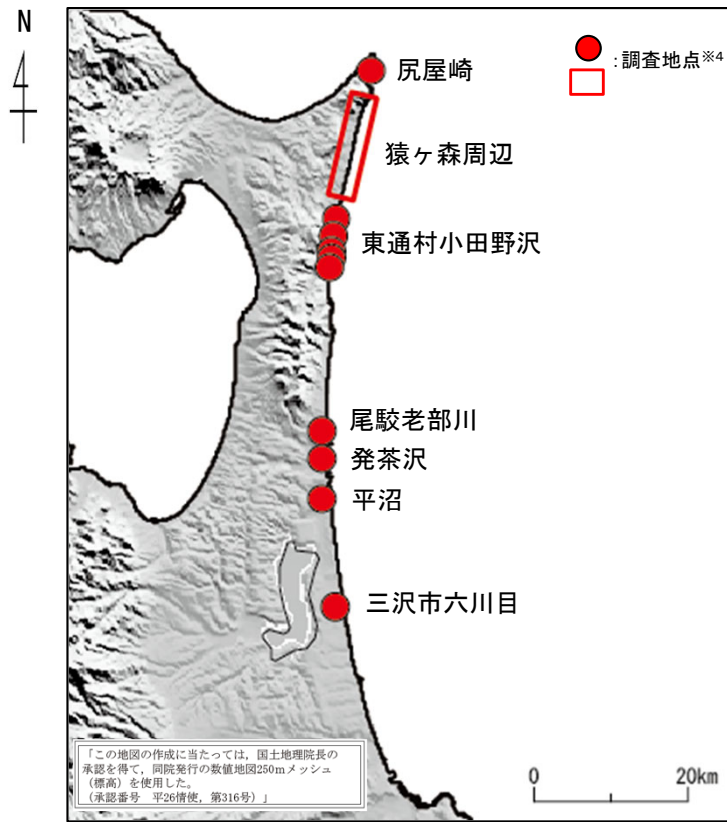 N
:調査地点※4
尻屋崎
猿ヶ森周辺
東通村小田野沢
尾駮老部川
発茶沢
平沼
三沢市六川目
「この地図の作成に当たっては,国土地理院長の
承認を得て,同院発行の数値地図250mメッシュ
(標高)を使用した。
(承認番号 平26情使,第316号)」
0 20km